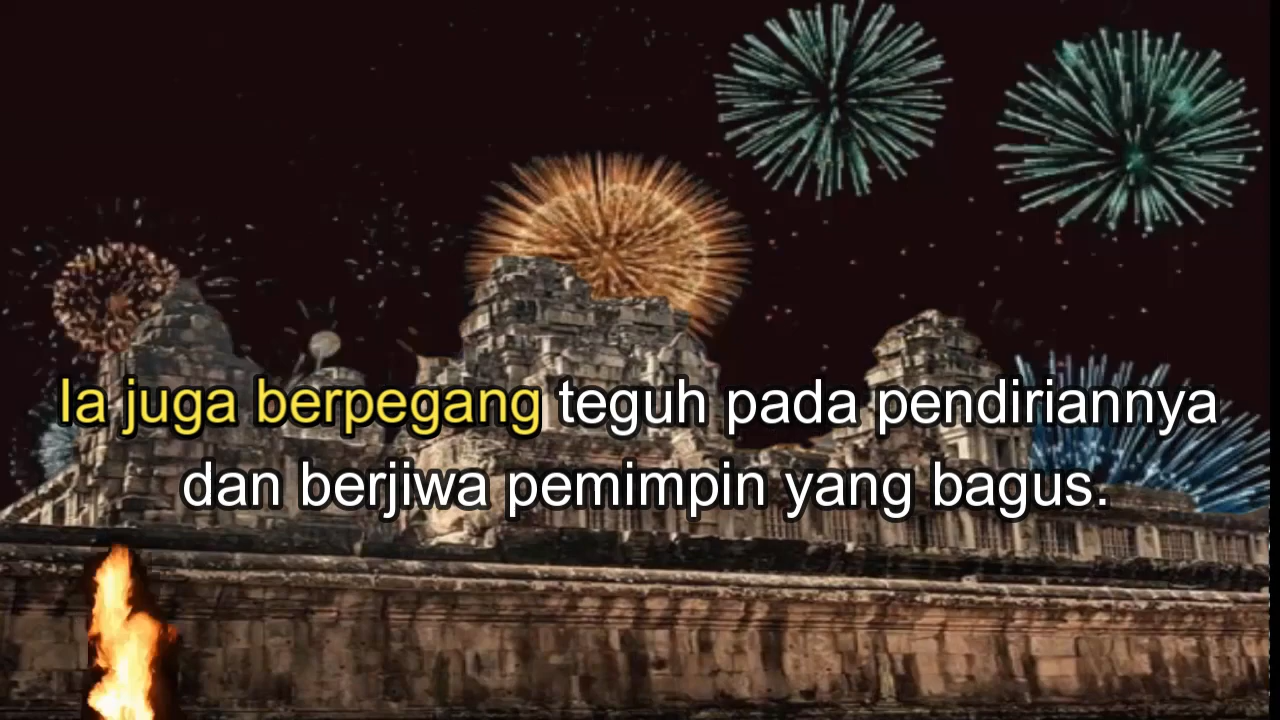 Ia juga berpegang teguh pada pendiriannya
dan berjiwa pemimpin yang bagus.